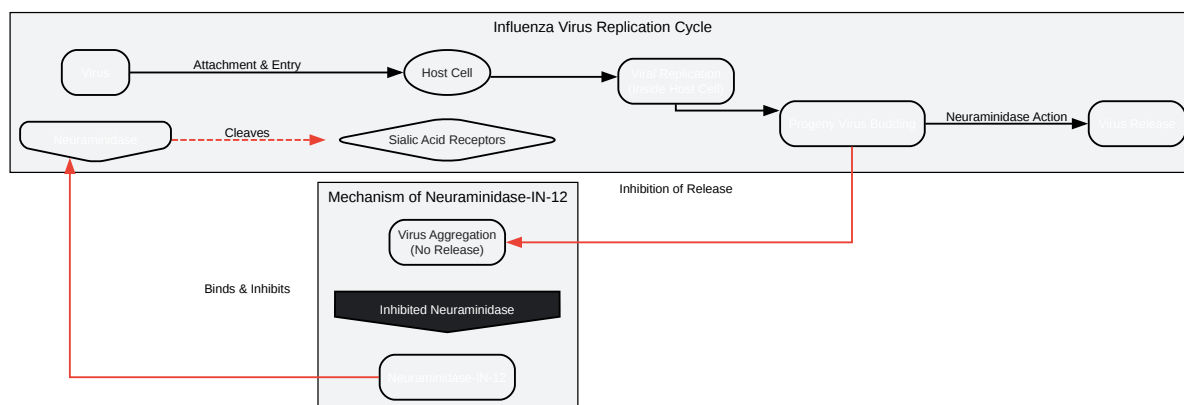 Influenza Virus Replication Cycle
Virus
Attachment & Entry
Host Cell
Viral Replication
(Inside Host Cell)
Neuraminidase
Cleaves
Sialic Acid Receptors
Progeny Virus Budding
Neuraminidase Action
Virus Release
Inhibition of Release
Mechanism of Neuraminidase-IN-12
Virus Aggregation
(No Release)
Binds & Inhibits
Inhibited Neuraminidase
Neuraminidase-IN-12